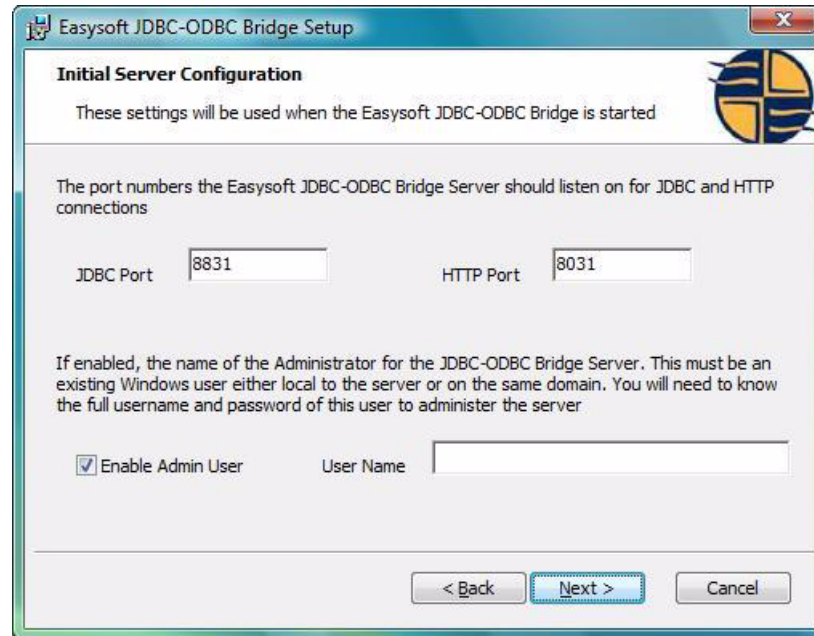 Easysoft JDBC-ODBC Bridge Setup
Initial Server Configuration
These settings will be used when the Easysoft JDBC-ODBC Bridge is started
The port numbers the Easysoft JDBC-ODBC Bridge Server should listen on for JDBC and HTTP
connections
JDBC Port 8831 HTTP Port 8031
If enabled, the name of the Administrator for the JDBC-ODBC Bridge Server. This must be an
existing Windows user either local to the server or on the same domain. You will need to know
the full username and password of this user to administer the server
Enable Admin User User Name
< Back Next > Cancel